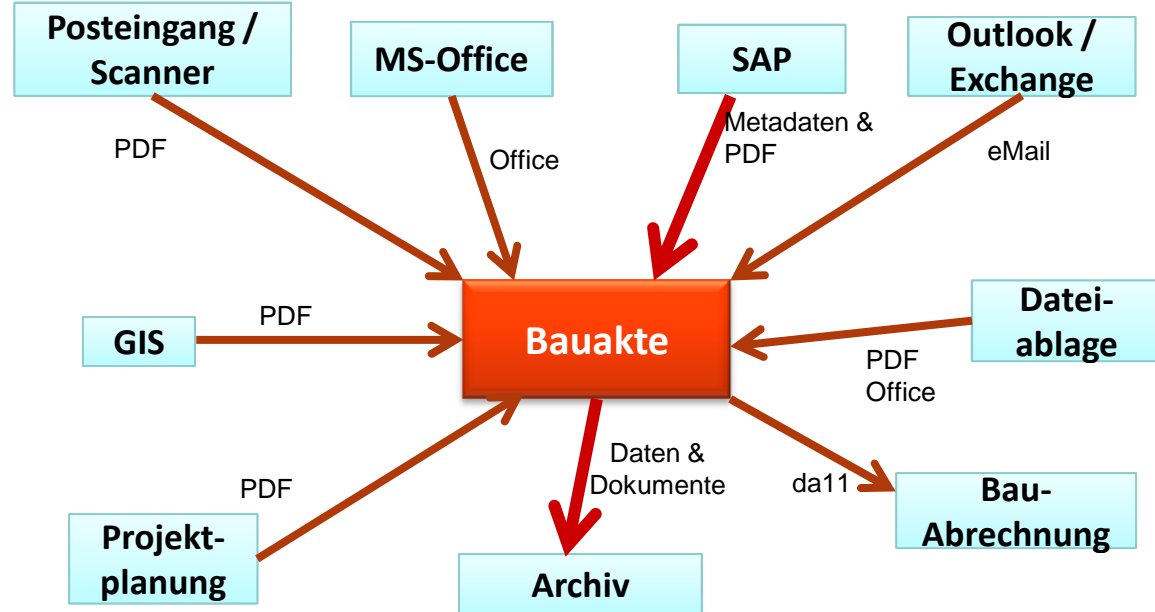 Posteingang /
Scanner
MS-Office
SAP
Outlook /
Exchange
PDF
Office
Metadaten &
PDF
eMail
GIS
PDF
Bauakte
Datei-
ablage
PDF
Office
PDF
Daten &
Dokumente
da11
Projekt-
planung
Archiv
Bau-
Abrechnung